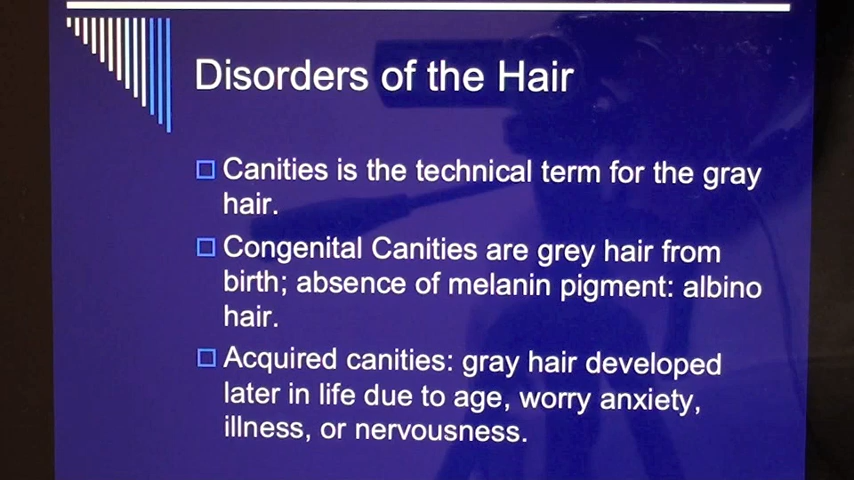 Disorders of the Hair
Canities is the technical term for the gray
hair.
Congenital Canities are grey hair from
birth; absence of melanin pigment: albino
hair.
Acquired canities: gray hair developed
later in life due to age, worry anxiety,
illness, or nervousness.